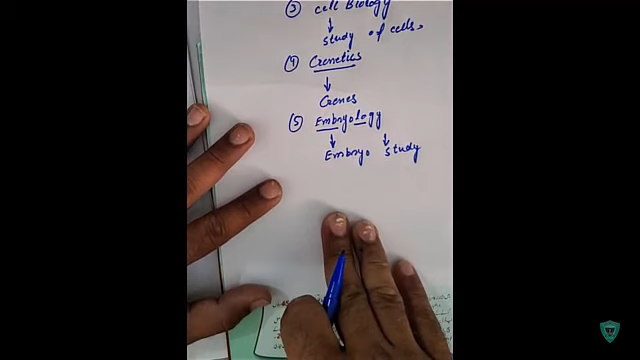 ③ Cell Biology
study of cells,
④ Genetics
Genes
⑤ Embryology
Embryo study